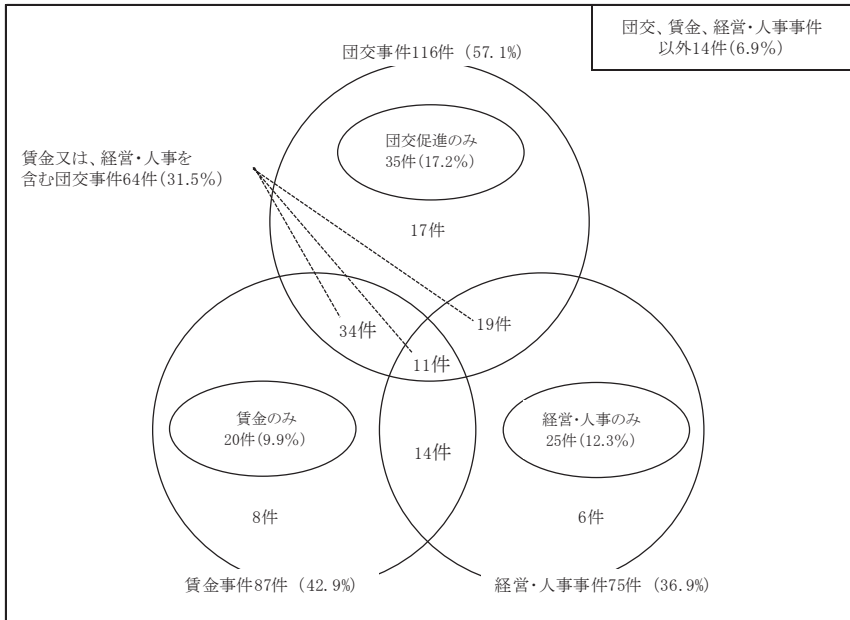 団交、賃金、経営・人事事件
以外14件(6.9%)
団交事件116件 (57.1%)
団交促進のみ
35件(17.2%)
賃金又は、経営・人事を
含む団交事件64件(31.5%)
17件
34件
19件
11件
賃金のみ
20件(9.9%)
経営・人事のみ
25件(12.3%)
14件
8件
6件
賃金事件87件 (42.9%)
経営・人事事件75件 (36.9%)